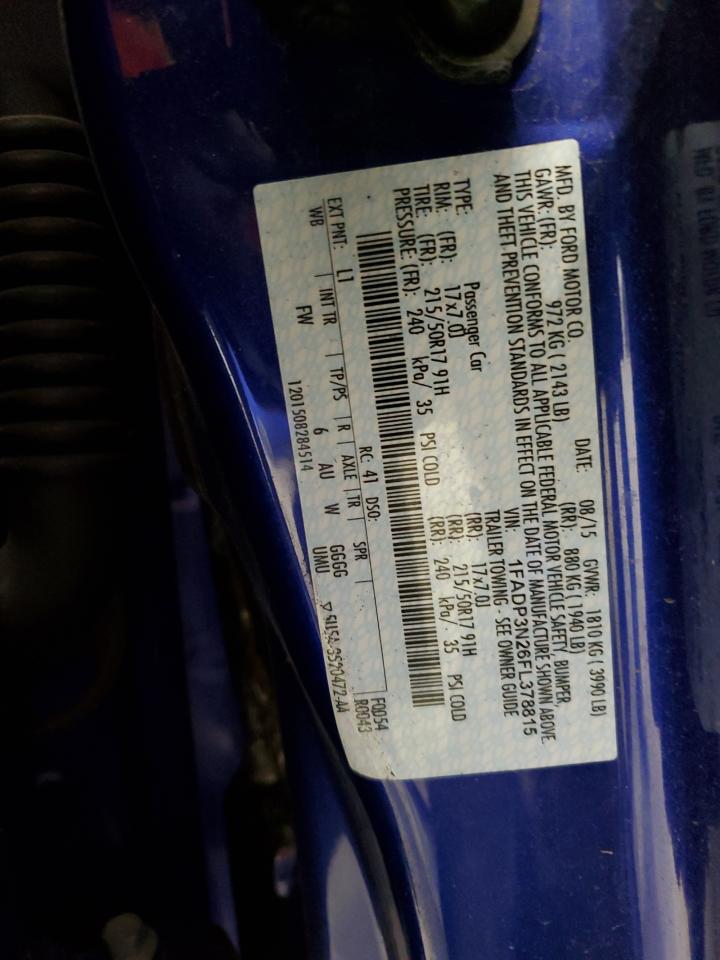 MFD. BY FORD MOTOR CO.
DATE: 08/15 GVWR: 1810 KG ( 3990 LB)
GAWR: (FR): 972 KG ( 2143 LB) (RR): 880 KG ( 1940 LB)
THIS VEHICLE CONFORMS TO ALL APPLICABLE FEDERAL MOTOR VEHICLE SAFETY, BUMPER,
AND THEFT PREVENTION STANDARDS IN EFFECT ON THE DATE OF MANUFACTURE SHOWN ABOVE.
VIN: 1FADP3N26FL378815
TYPE: Passenger Car TRAILER TOWING - SEE OWNER GUIDE
RIM: (FR): 17x7.0J (RR): 17x7.0J
TIRE: (FR): 215/50R17 91H (RR): 215/50R17 91H
PRESSURE: (FR): 240 kPa/ 35 PSI COLD (RR): 240 kPa/ 35 PSI COLD
F0054
EXT PNT: L1 RC: 41 DSO: R0043
WB INT TR TP/PS R AXLE TR SPR
FW 6 AU W GGGG
UMU
1201508284514